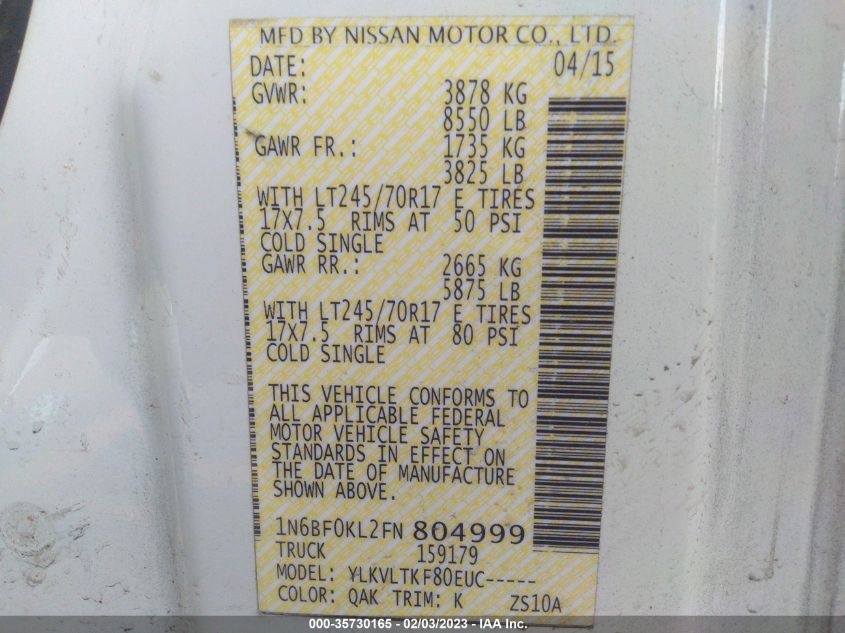 MFD BY NISSAN MOTOR CO., LTD.
DATE: 04/15
GVWR: 3878 KG
8550 LB
GAWR FR.: 1735 KG
3825 LB
WITH LT245/70R17 E TIRES
17X7.5 RIMS AT 50 PSI
COLD SINGLE
GAWR RR.: 2665 KG
5875 LB
WITH LT245/70R17 E TIRES
17X7.5 RIMS AT 80 PSI
COLD SINGLE
THIS VEHICLE CONFORMS TO
ALL APPLICABLE FEDERAL
MOTOR VEHICLE SAFETY
STANDARDS IN EFFECT ON
THE DATE OF MANUFACTURE
SHOWN ABOVE.
1N6BF0KL2FN 804999
TRUCK 159179
MODEL: YLKVLTKF80EUC-----
COLOR: QAK TRIM: K ZS10A
000-35730165 - 02/03/2023 - IAA Inc.